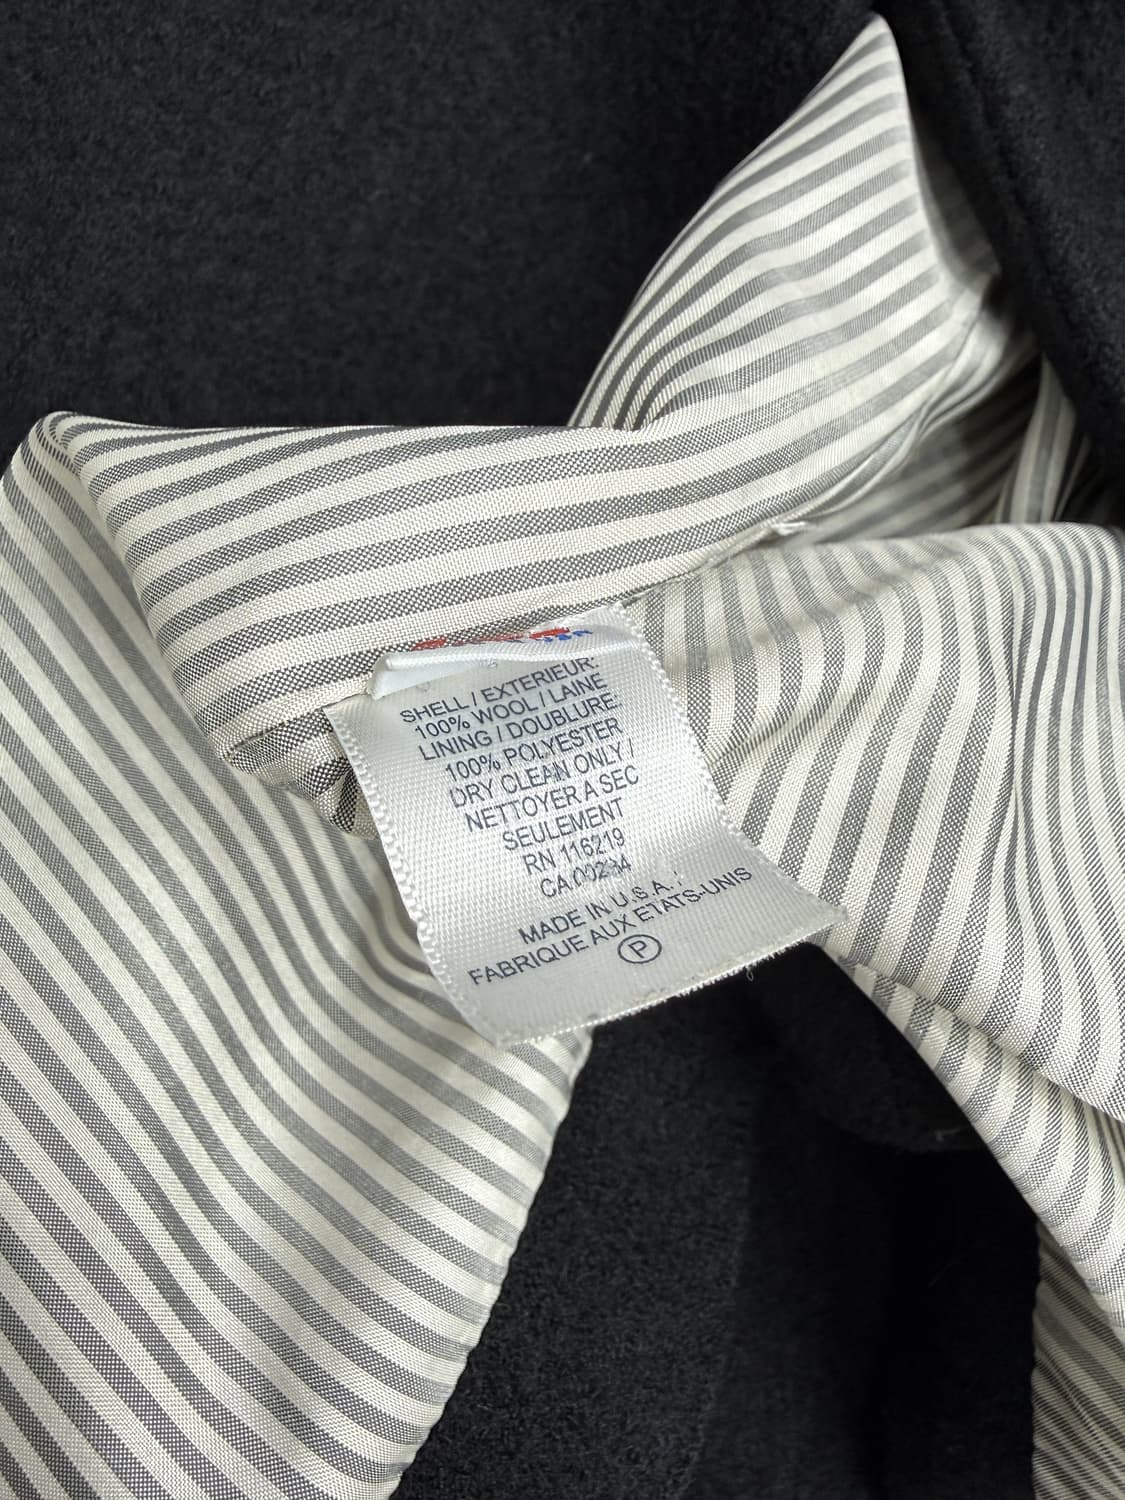 SHELL / EXTERIEUR:
100% WOOL / LAINE
LINING / DOUBLURE:
100% POLYESTER
DRY CLEAN ONLY /
NETTOYER A SEC
SEULEMENT
RN 116219
CA
MADE IN U.S.A. /
FABRIQUE AUX ETATS-UNIS
P